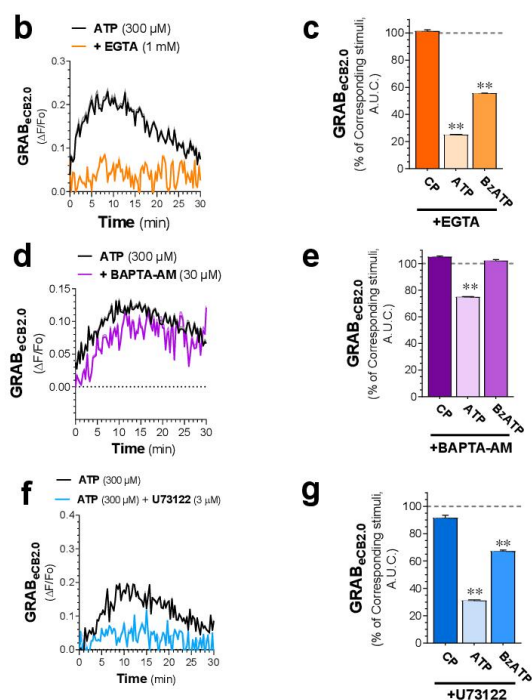 b
ATP (300 µM)
+ EGTA (1 mM)
GRABeCB2.0
(ΔF/Fo)
0.3
0.2
0.1
0.0
0 5 10 15 20 25 30
Time (min)
c
GRABeCB2.0
(% of Corresponding stimuli,
A.U.C.)
100
80
60
40
20
0
**
**
CP
ATP
BzATP
+EGTA
d
ATP (300 µM)
+ BAPTA-AM (30 µM)
GRABeCB2.0
(ΔF/Fo)
0.15
0.10
0.05
0.00
0 5 10 15 20 25 30
Time (min)
e
GRABeCB2.0
(% of Corresponding stimuli,
A.U.C.)
100
80
60
40
20
0
**
CP
ATP
BzATP
+BAPTA-AM
f
ATP (300 µM)
ATP (300 µM) + U73122 (3 µM)
GRABeCB2.0
(ΔF/Fo)
0.4
0.3
0.2
0.1
0.0
0 5 10 15 20 25 30
Time (min)
g
GRABeCB2.0
(% of Corresponding stimuli,
A.U.C.)
100
80
60
40
20
0
**
**
CP
ATP
BzATP
+U73122